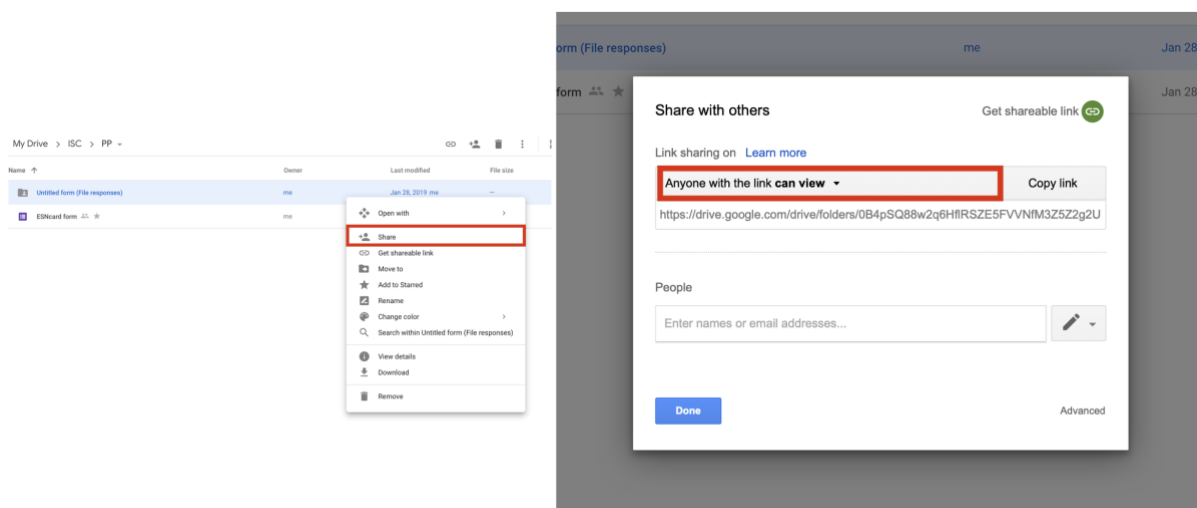 My Drive > ISC > PP
Name ↑ Owner Last modified File size
Untitled form (File responses) me Jan 28, 2019 me –
ESNcard form me
Open with >
Share
Get shareable link
Move to
Add to Starred
Rename
Change color >
Search within Untitled form (File responses)
View details
Download
Remove
orm (File responses) me Jan 28
form Jan 28
Share with others Get shareable link
Link sharing on Learn more
Anyone with the link can view Copy link
https://drive.google.com/drive/folders/0B4pSQ88w2q6HflRSZE5FVVNfM3Z5Z2g2U
People
Enter names or email addresses...
Done Advanced